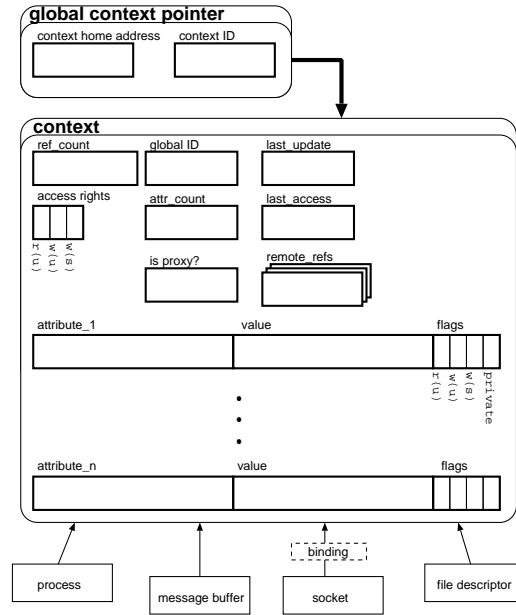 global context pointer
context home address context ID
context
ref_count global ID last_update
access rights attr_count last_access
r(u) w(u) w(s)
is proxy? remote_refs
attribute_1 value flags
r(u) w(u) w(s) private
attribute_n value flags
binding
process message buffer socket file descriptor